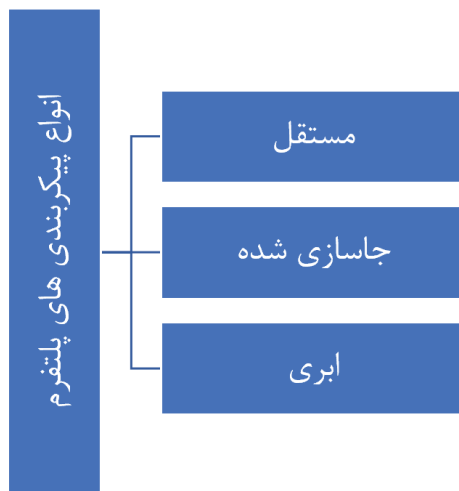 انواع پیکربندی های پلتفرم
مستقل
جاسازی شده
ابری